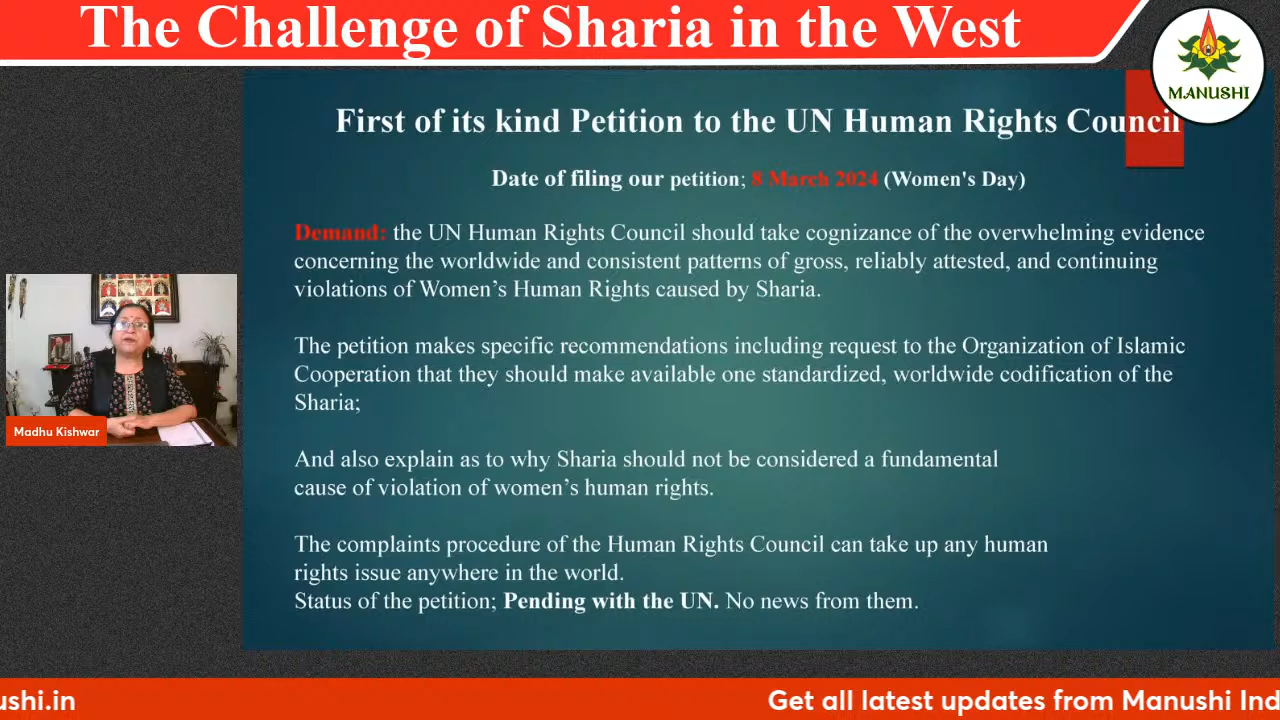 The Challenge of Sharia in the West
MANUSHI
First of its kind Petition to the UN Human Rights Council
Date of filing our petition; 8 March 2024 (Women's Day)
Demand: the UN Human Rights Council should take cognizance of the overwhelming evidence
concerning the worldwide and consistent patterns of gross, reliably attested, and continuing
violations of Women’s Human Rights caused by Sharia.
The petition makes specific recommendations including request to the Organization of Islamic
Cooperation that they should make available one standardized, worldwide codification of the
Sharia;
And also explain as to why Sharia should not be considered a fundamental
cause of violation of women’s human rights.
The complaints procedure of the Human Rights Council can take up any human
rights issue anywhere in the world.
Status of the petition; Pending with the UN. No news from them.
Madhu Kishwar
ushi.in
Get all latest updates from Manushi Ind